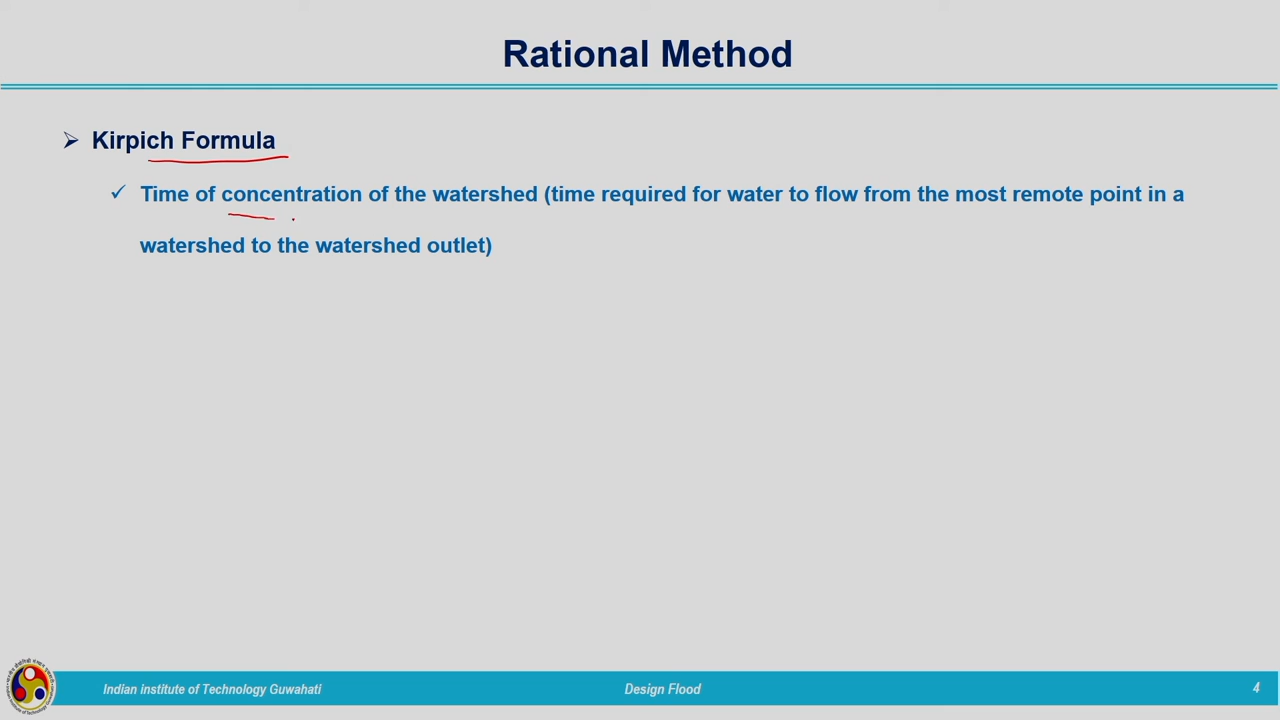 Rational Method
Kirpich Formula
Time of concentration of the watershed (time required for water to flow from the most remote point in a
watershed to the watershed outlet)
Indian institute of Technology Guwahati
Design Flood
4